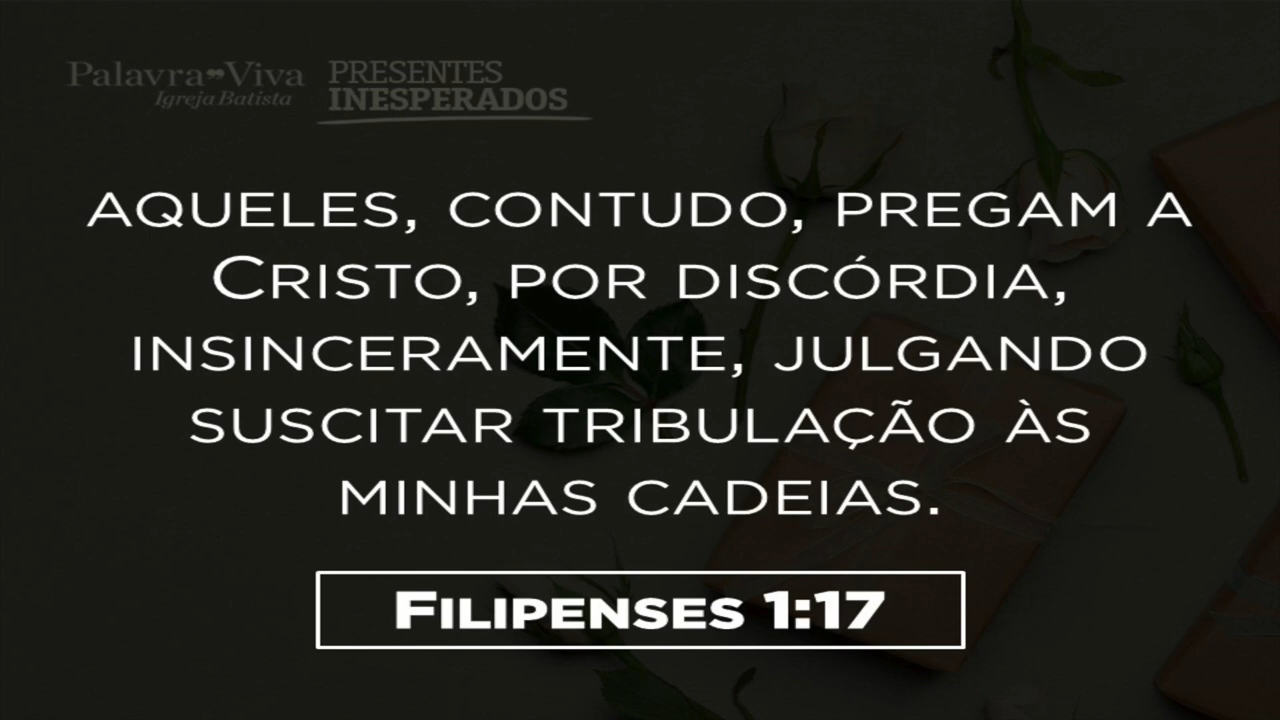 Palavra Viva
Igreja Batista
PRESENTES
INESPERADOS
AQUELES, CONTUDO, PREGAM A
CRISTO, POR DISCÓRDIA,
INSINCERAMENTE, JULGANDO
SUSCITAR TRIBULAÇÃO ÀS
MINHAS CADEIAS.
FILIPENSES 1:17